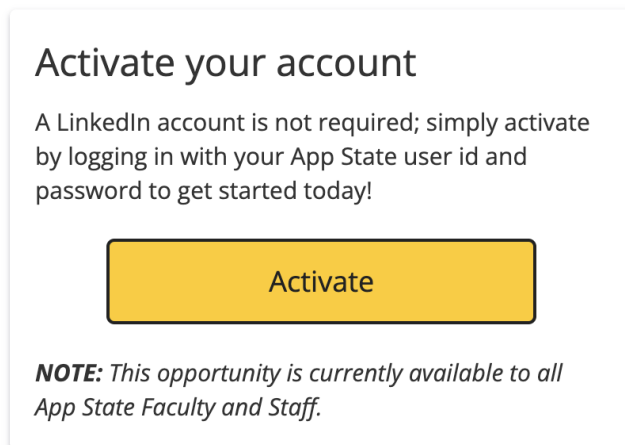 Activate your account
A LinkedIn account is not required; simply activate
by logging in with your App State user id and
password to get started today!
Activate
NOTE: This opportunity is currently available to all
App State Faculty and Staff.